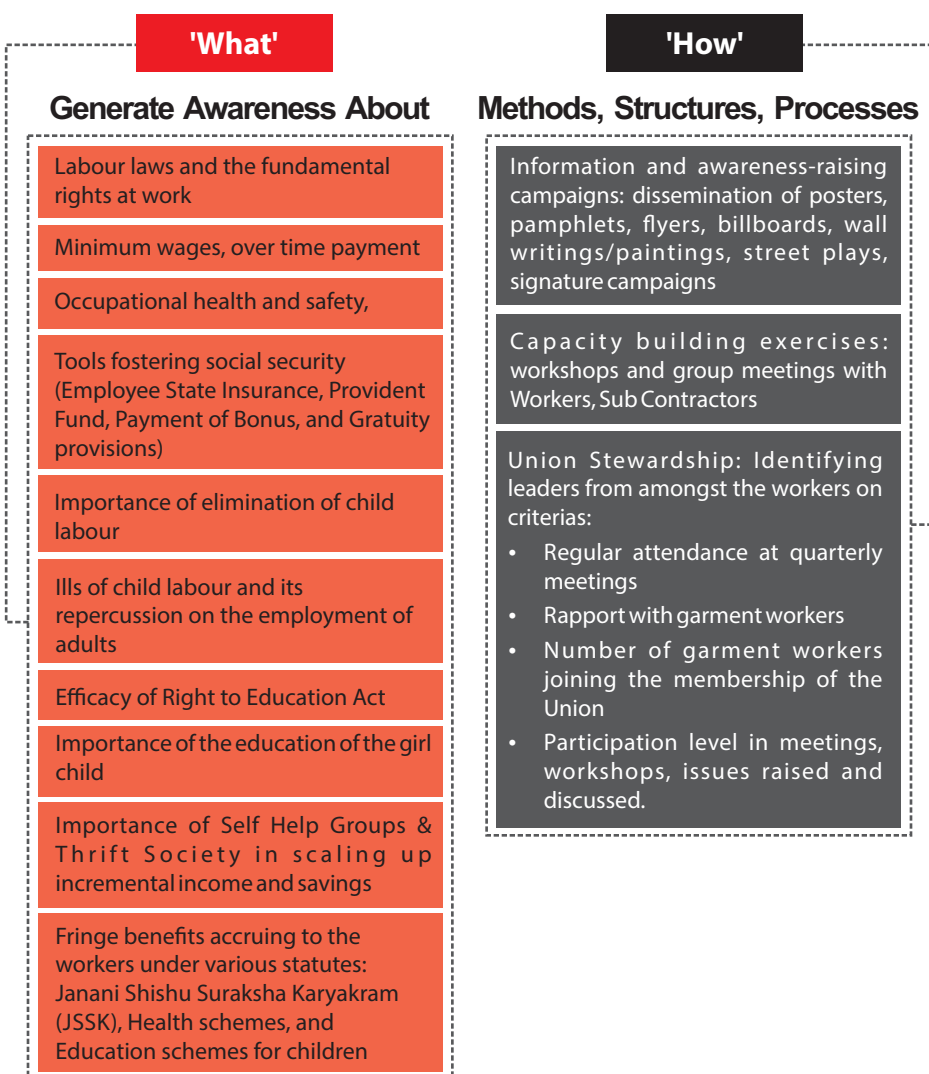 'What'
Generate Awareness About
Labour laws and the fundamental
rights at work
Minimum wages, over time payment
Occupational health and safety,
Tools fostering social security
(Employee State Insurance, Provident
Fund, Payment of Bonus, and Gratuity
provisions)
Importance of elimination of child
labour
Ills of child labour and its
repercussion on the employment of
adults
Efficacy of Right to Education Act
Importance of the education of the girl
child
Importance of Self Help Groups &
Thrift Society in scaling up
incremental income and savings
Fringe benefits accruing to the
workers under various statutes:
Janani Shishu Suraksha Karyakram
(JSSK), Health schemes, and
Education schemes for children
'How'
Methods, Structures, Processes
Information and awareness-raising
campaigns: dissemination of posters,
pamphlets, flyers, billboards, wall
writings/paintings, street plays,
signature campaigns
Capacity building exercises:
workshops and group meetings with
Workers, Sub Contractors
Union Stewardship: Identifying
leaders from amongst the workers on
criterias:
• Regular attendance at quarterly
meetings
• Rapport with garment workers
• Number of garment workers
joining the membership of the
Union
• Participation level in meetings,
workshops, issues raised and
discussed.